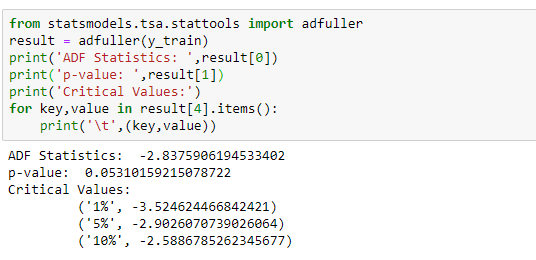 from statsmodels.tsa.stattools import adfuller
result = adfuller(y_train)
print('ADF Statistics: ',result[0])
print('p-value: ',result[1])
print('Critical Values:')
for key,value in result[4].items():
    print('\t',(key,value))
ADF Statistics:  -2.8375906194533402
p-value:  0.05310159215078722
Critical Values:
('1%', -3.524624466842421)
('5%', -2.9026070739026064)
('10%', -2.5886785262345677)